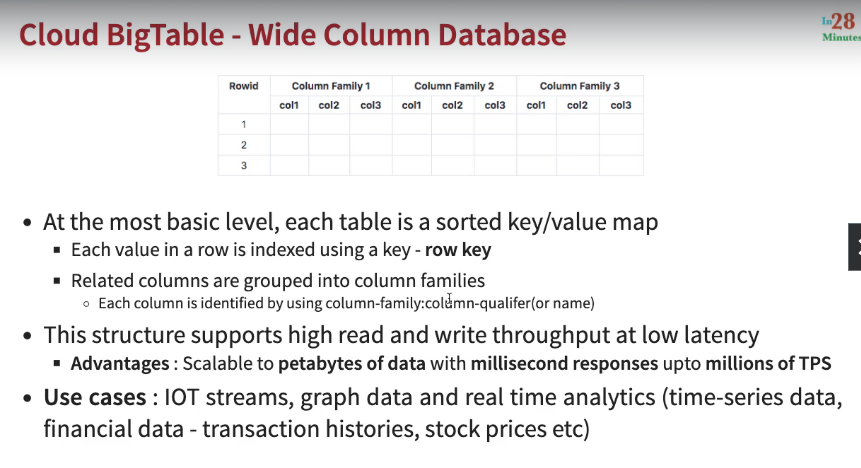 Cloud BigTable - Wide Column Database
In28
Minutes
Rowid Column Family 1 Column Family 2 Column Family 3
col1 col2 col3 col1 col2 col3 col1 col2 col3
1
2
3
• At the most basic level, each table is a sorted key/value map
▪ Each value in a row is indexed using a key - row key
▪ Related columns are grouped into column families
○ Each column is identified by using column-family:column-qualifer(or name)
• This structure supports high read and write throughput at low latency
▪ Advantages : Scalable to petabytes of data with millisecond responses upto millions of TPS
• Use cases : IOT streams, graph data and real time analytics (time-series data,
financial data - transaction histories, stock prices etc)